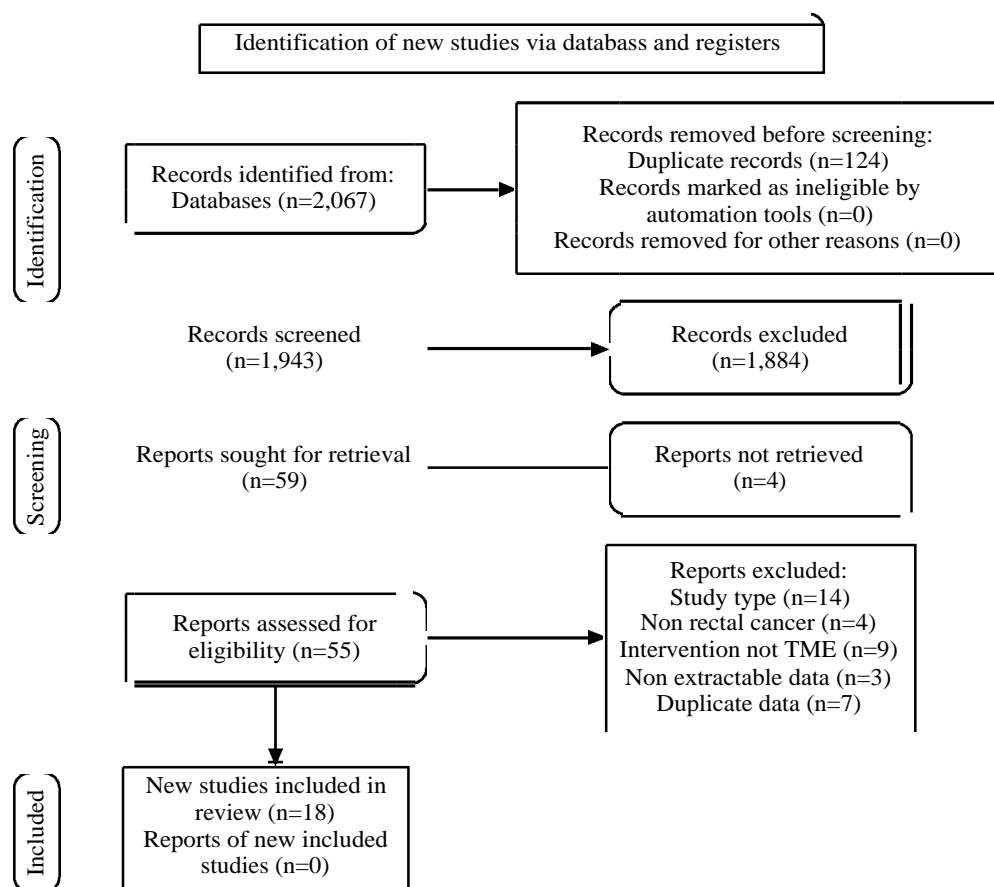 Identification of new studies via databass and registers
Identification
Records identified from:
Databases (n=2,067)
Records removed before screening:
Duplicate records (n=124)
Records marked as ineligible by
automation tools (n=0)
Records removed for other reasons (n=0)
Screening
Records screened
(n=1,943)
Records excluded
(n=1,884)
Reports sought for retrieval
(n=59)
Reports not retrieved
(n=4)
Reports assessed for
eligibility (n=55)
Reports excluded:
Study type (n=14)
Non rectal cancer (n=4)
Intervention not TME (n=9)
Non extractable data (n=3)
Duplicate data (n=7)
Included
New studies included in
review (n=18)
Reports of new included
studies (n=0)